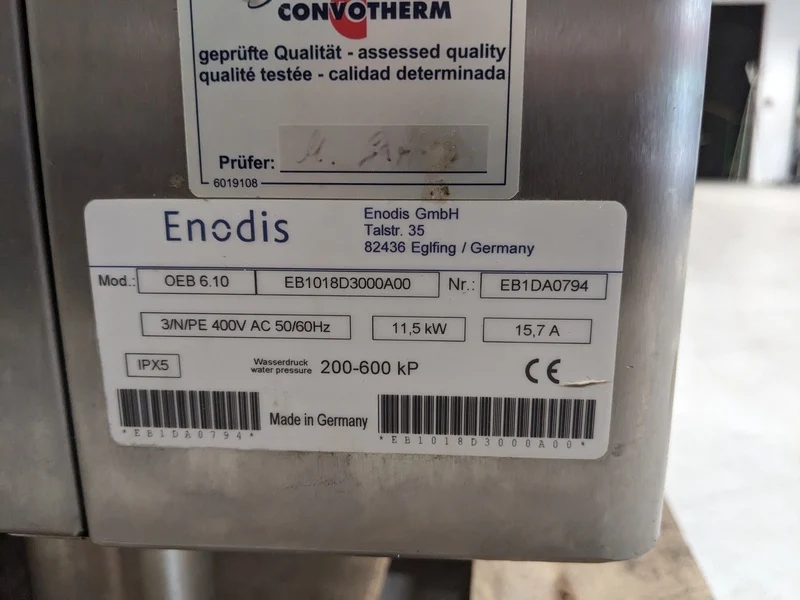 CONVOTHERM
geprüfte Qualität - assessed quality
qualité testée - calidad determinada
Prüfer:
6019108
Enodis
Enodis GmbH
Talstr. 35
82436 Eglfing / Germany
Mod.: OEB 6.10 EB1018D3000A00 Nr.: EB1DA0794
3/N/PE 400V AC 50/60Hz 11,5 kW 15,7 A
IPX5 Wasserdruck
water pressure 200-600 kP CE
Made in Germany
*EB1DA0794* *EB1018D3000A00*